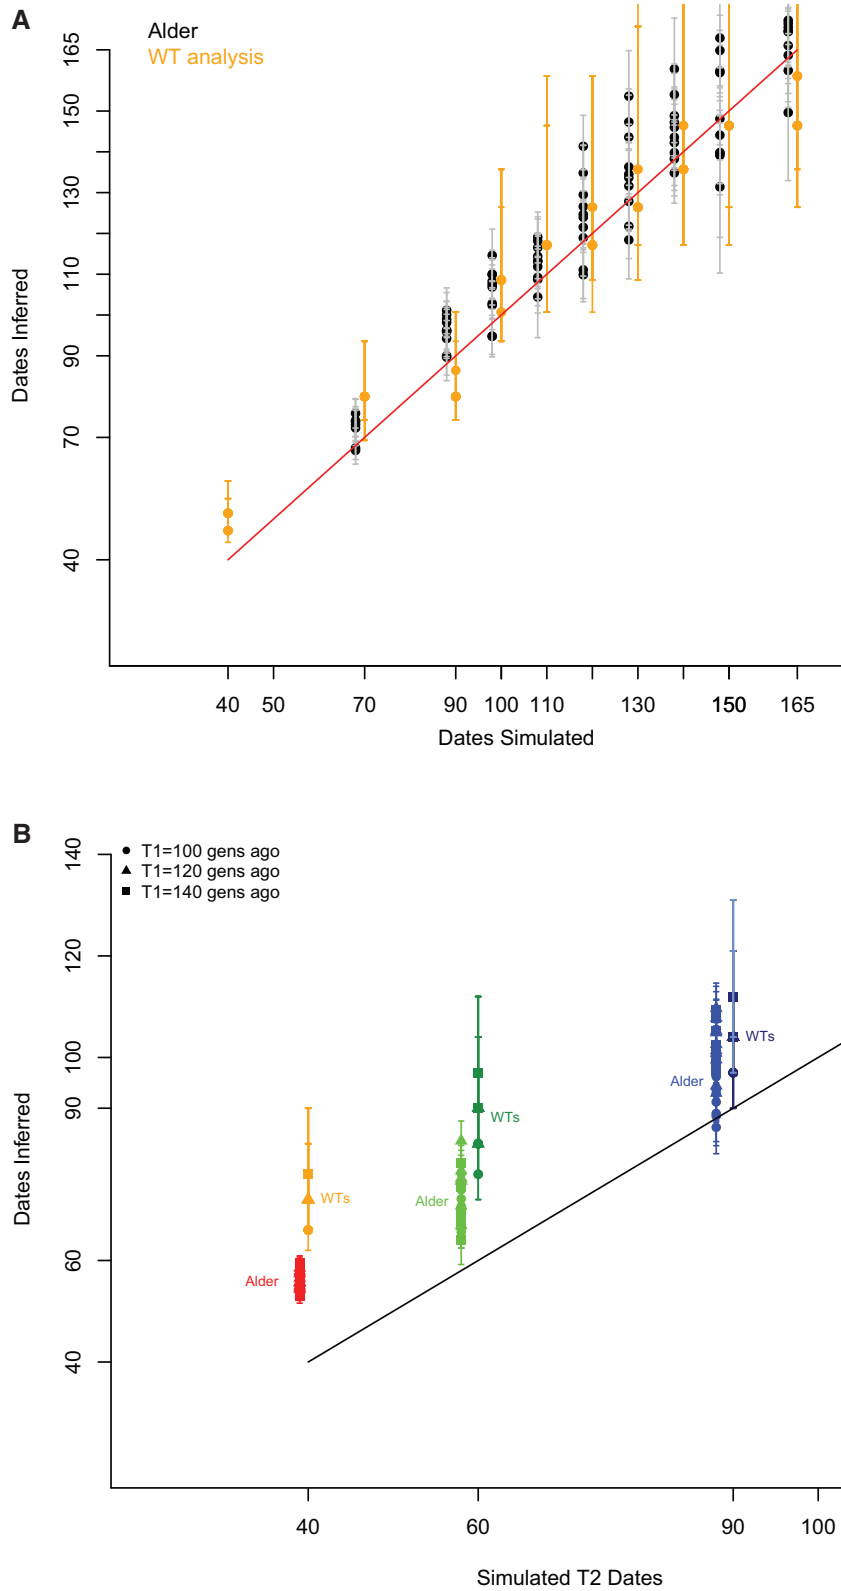 A
Alder
WT analysis
165
150
130
110
90
70
40
Dates Inferred
40 50 70 90 100 110 130 150 165
Dates Simulated
B
T1=100 gens ago
T1=120 gens ago
T1=140 gens ago
140
120
100
90
60
40
Dates Inferred
WTs
Alder
WTs
Alder
WTs
Alder
40 60 90 100
Simulated T2 Dates